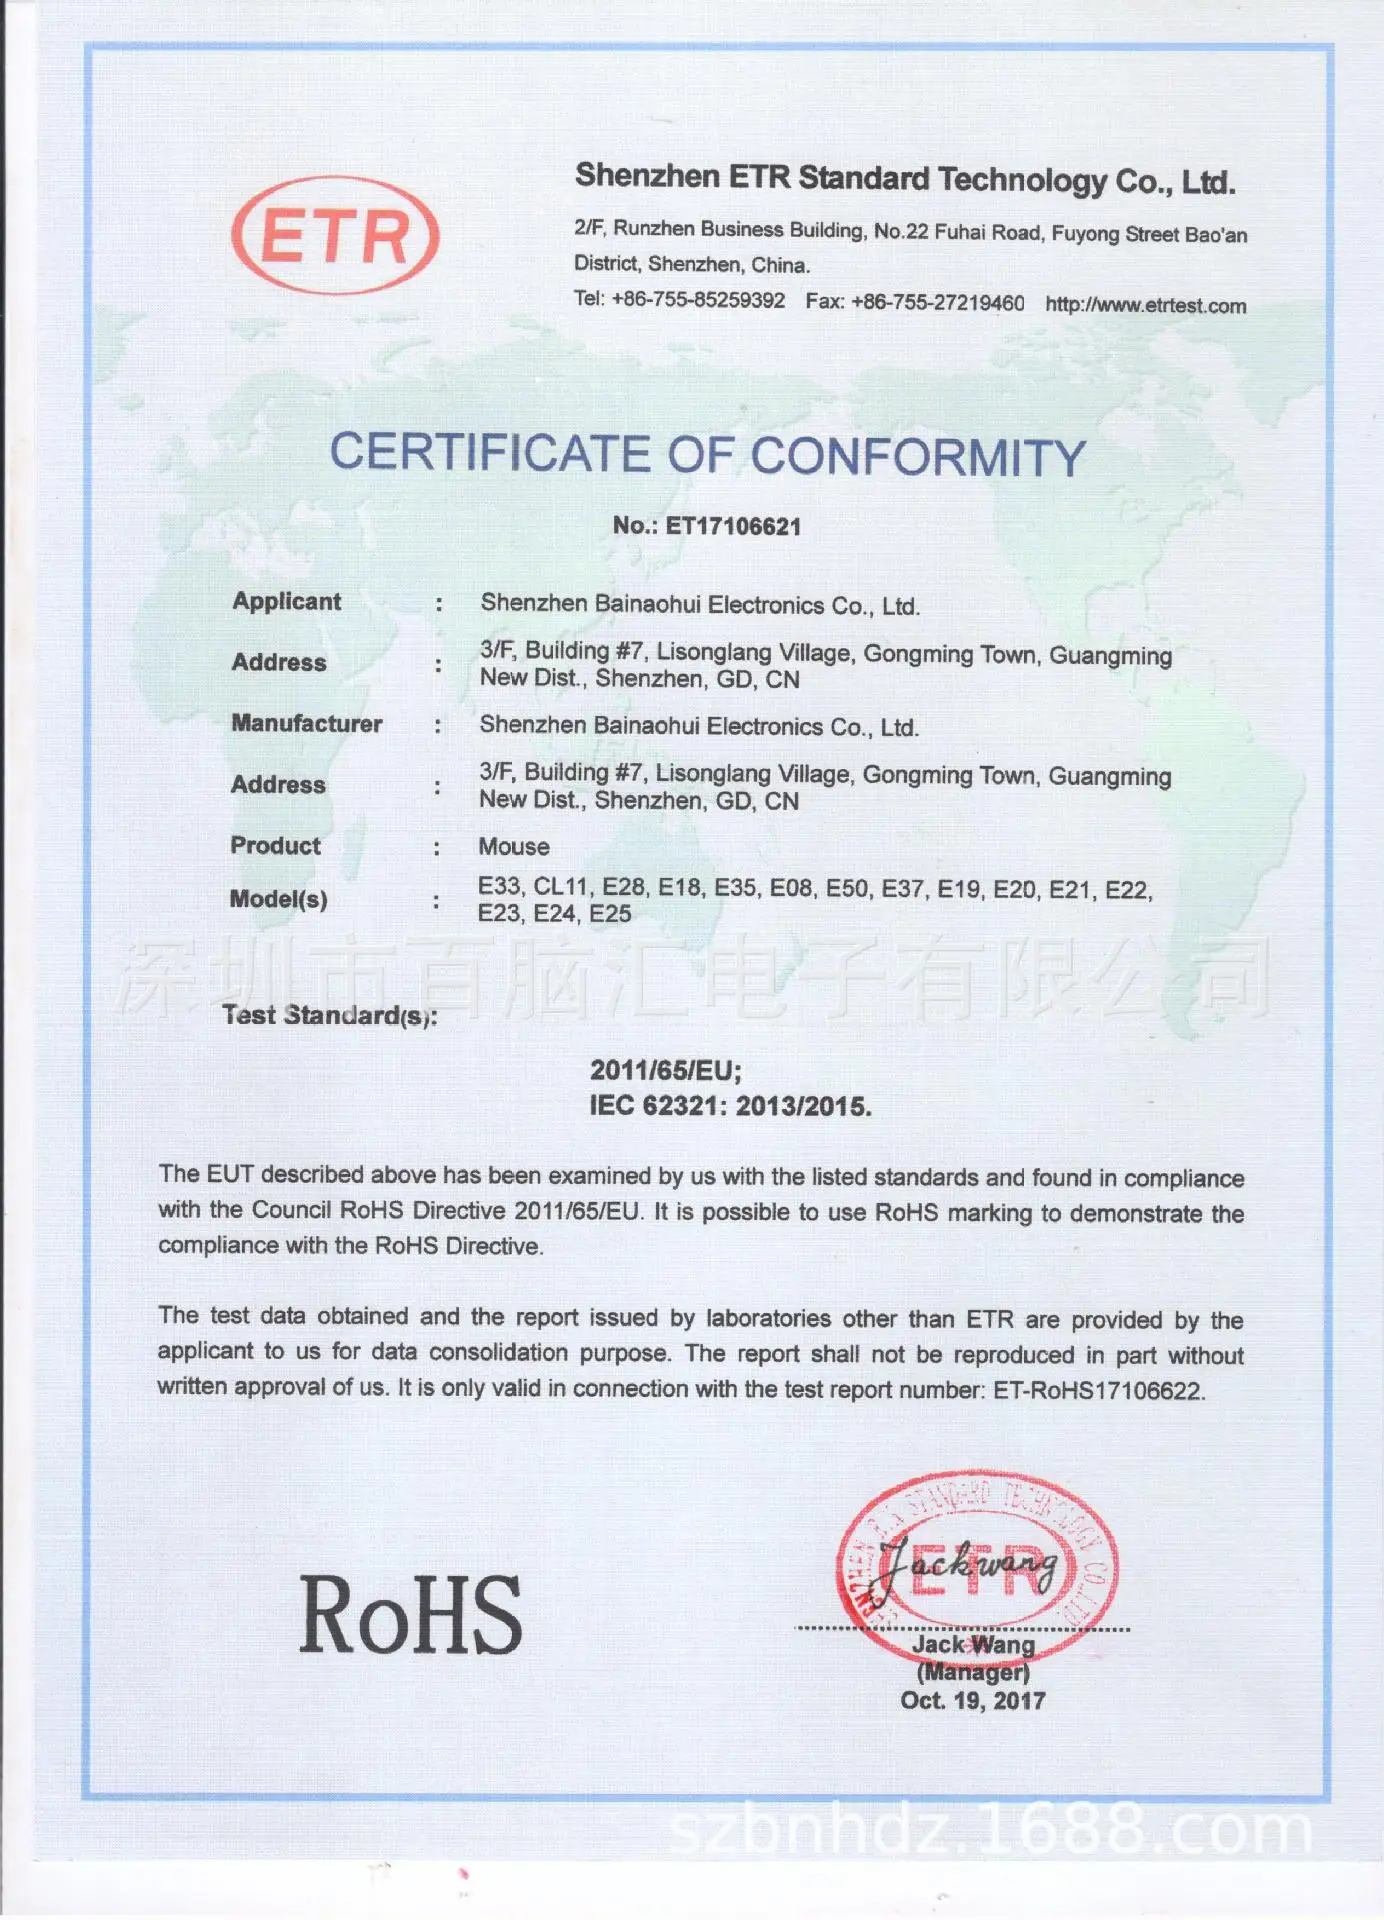 ETR
Shenzhen ETR Standard Technology Co., Ltd.
2/F, Runzhen Business Building, No.22 Fuhai Road, Fuyong Street Bao'an
District, Shenzhen, China.
Tel: +86-755-85259392 Fax: +86-755-27219460 http://www.etrtest.com
CERTIFICATE OF CONFORMITY
No.: ET17106621
Applicant : Shenzhen Bainaohui Electronics Co., Ltd.
Address : 3/F, Building #7, Lisonglang Village, Gongming Town, Guangming
New Dist., Shenzhen, GD, CN
Manufacturer : Shenzhen Bainaohui Electronics Co., Ltd.
Address : 3/F, Building #7, Lisonglang Village, Gongming Town, Guangming
New Dist., Shenzhen, GD, CN
Product : Mouse
Model(s) : E33, CL11, E28, E18, E35, E08, E50, E37, E19, E20, E21, E22,
E23, E24, E25
深圳市百脑汇电子有限公司
Test Standard(s):
2011/65/EU;
IEC 62321: 2013/2015.
The EUT described above has been examined by us with the listed standards and found in compliance
with the Council RoHS Directive 2011/65/EU. It is possible to use RoHS marking to demonstrate the
compliance with the RoHS Directive.
The test data obtained and the report issued by laboratories other than ETR are provided by the
applicant to us for data consolidation purpose. The report shall not be reproduced in part without
written approval of us. It is only valid in connection with the test report number: ET-RoHS17106622.
RoHS
STANDARD TECHNOLOGY CO.,LTD
ETR
Jackwang
Jack Wang
(Manager)
Oct. 19, 2017
szbnhdz.1688.com